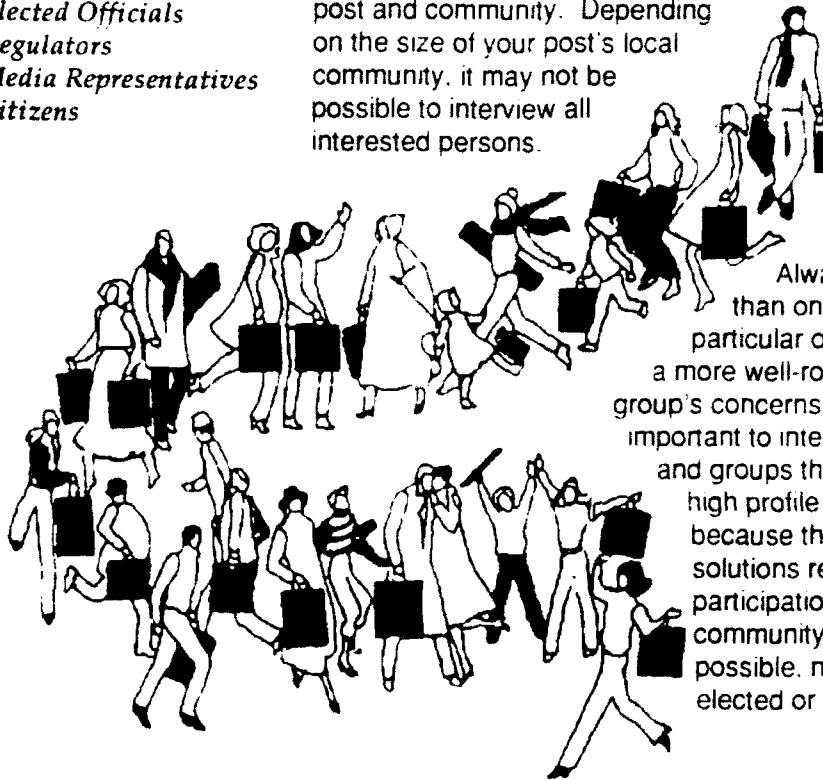 lected Officials
egulators
ledia Representatives
itizens
post and community. Depending
on the size of your post's local
community, it may not be
possible to interview all
interested persons.
Alwa
than on
particular o
a more well-ro
group's concerns
important to inte
and groups th
high profile
because th
solutions re
participatio
community
possible, n
elected or